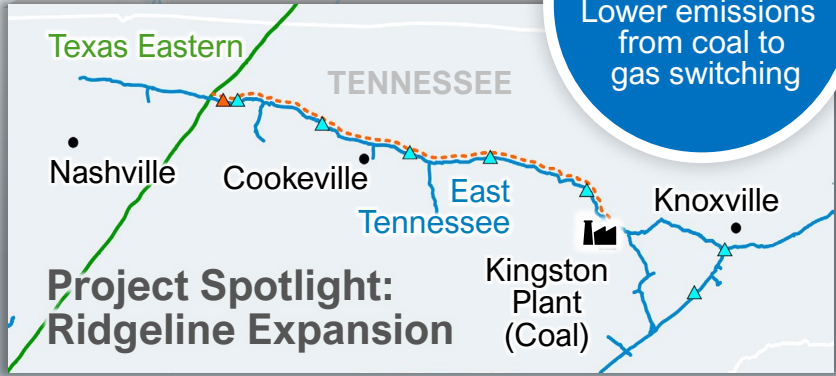 Lower emissions
from coal to
gas switching
Texas Eastern
TENNESSEE
Nashville
Cookeville
East
Tennessee
Knoxville
Kingston
Plant
(Coal)
Project Spotlight:
Ridgeline Expansion